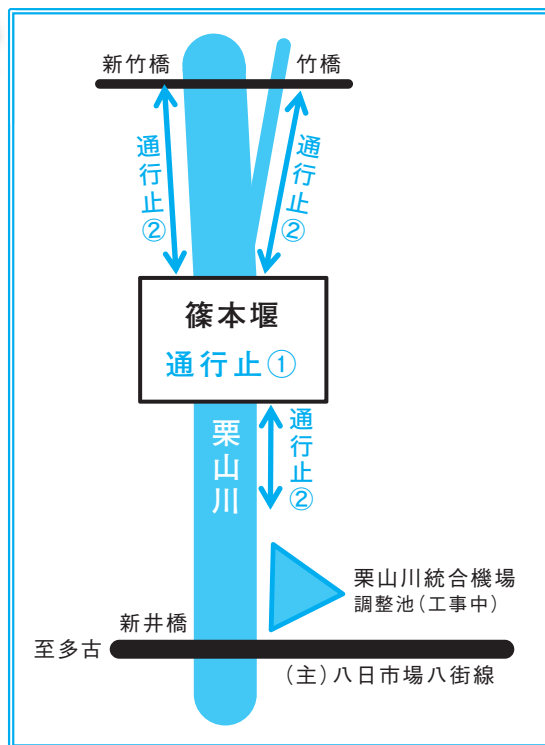 新竹橋
竹橋
通行止②
通行止②
篠本堰
通行止①
通行止②
栗山川
栗山川統合機場
調整池(工事中)
新井橋
至多古
(主)八日市場八街線